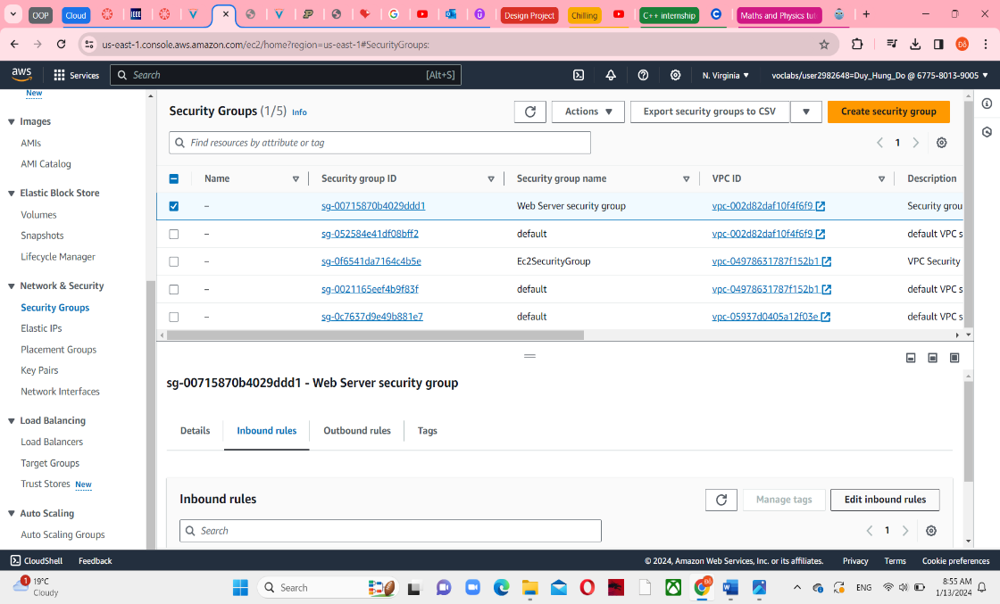 OOP
Cloud
IEEE
Design Project
Chilling
C++ internship
Maths and Physics tut
us-east-1.console.aws.amazon.com/ec2/home?region=us-east-1#SecurityGroups:
aws
Services
Search
[Alt+S]
N. Virginia
voclabs/user2982648=Duy_Hung_Do @ 6775-8013-9005
New
Images
AMIs
AMI Catalog
Elastic Block Store
Volumes
Snapshots
Lifecycle Manager
Network & Security
Security Groups
Elastic IPs
Placement Groups
Key Pairs
Network Interfaces
Load Balancing
Load Balancers
Target Groups
Trust Stores New
Auto Scaling
Auto Scaling Groups
Security Groups (1/5) Info
Actions
Export security groups to CSV
Create security group
Find resources by attribute or tag
1
Name Security group ID Security group name VPC ID Description
– sg-00715870b4029ddd1 Web Server security group vpc-002d82daf10f4f6f9 Security grou
– sg-052584e41df08bff2 default vpc-002d82daf10f4f6f9 default VPC s
– sg-0f6541da7164c4b5e Ec2SecurityGroup vpc-04978631787f152b1 VPC Security
– sg-0021165eef4b9f83f default vpc-04978631787f152b1 default VPC s
– sg-0c7637d9e49b881e7 default vpc-05937d0405a12f03e default VPC s
sg-00715870b4029ddd1 - Web Server security group
Details
Inbound rules
Outbound rules
Tags
Inbound rules
Manage tags
Edit inbound rules
Search
1
CloudShell
Feedback
© 2024, Amazon Web Services, Inc. or its affiliates.
Privacy
Terms
Cookie preferences
1
19°C
Cloudy
Search
ENG
8:55 AM
1/13/2024